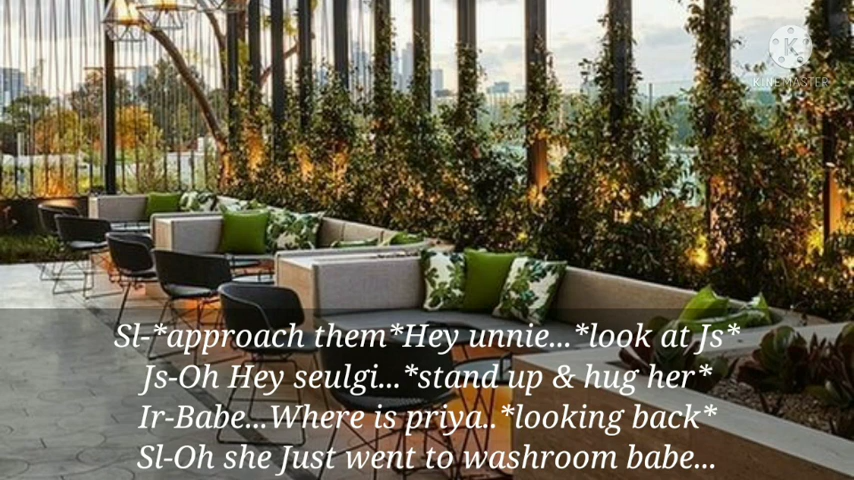 KINEMASTER
Sl-*approach them*Hey unnie...*look at Js*
Js-Oh Hey seulgi...*stand up & hug her*
Ir-Babe...Where is priya..*looking back*
Sl-Oh she Just went to washroom babe...